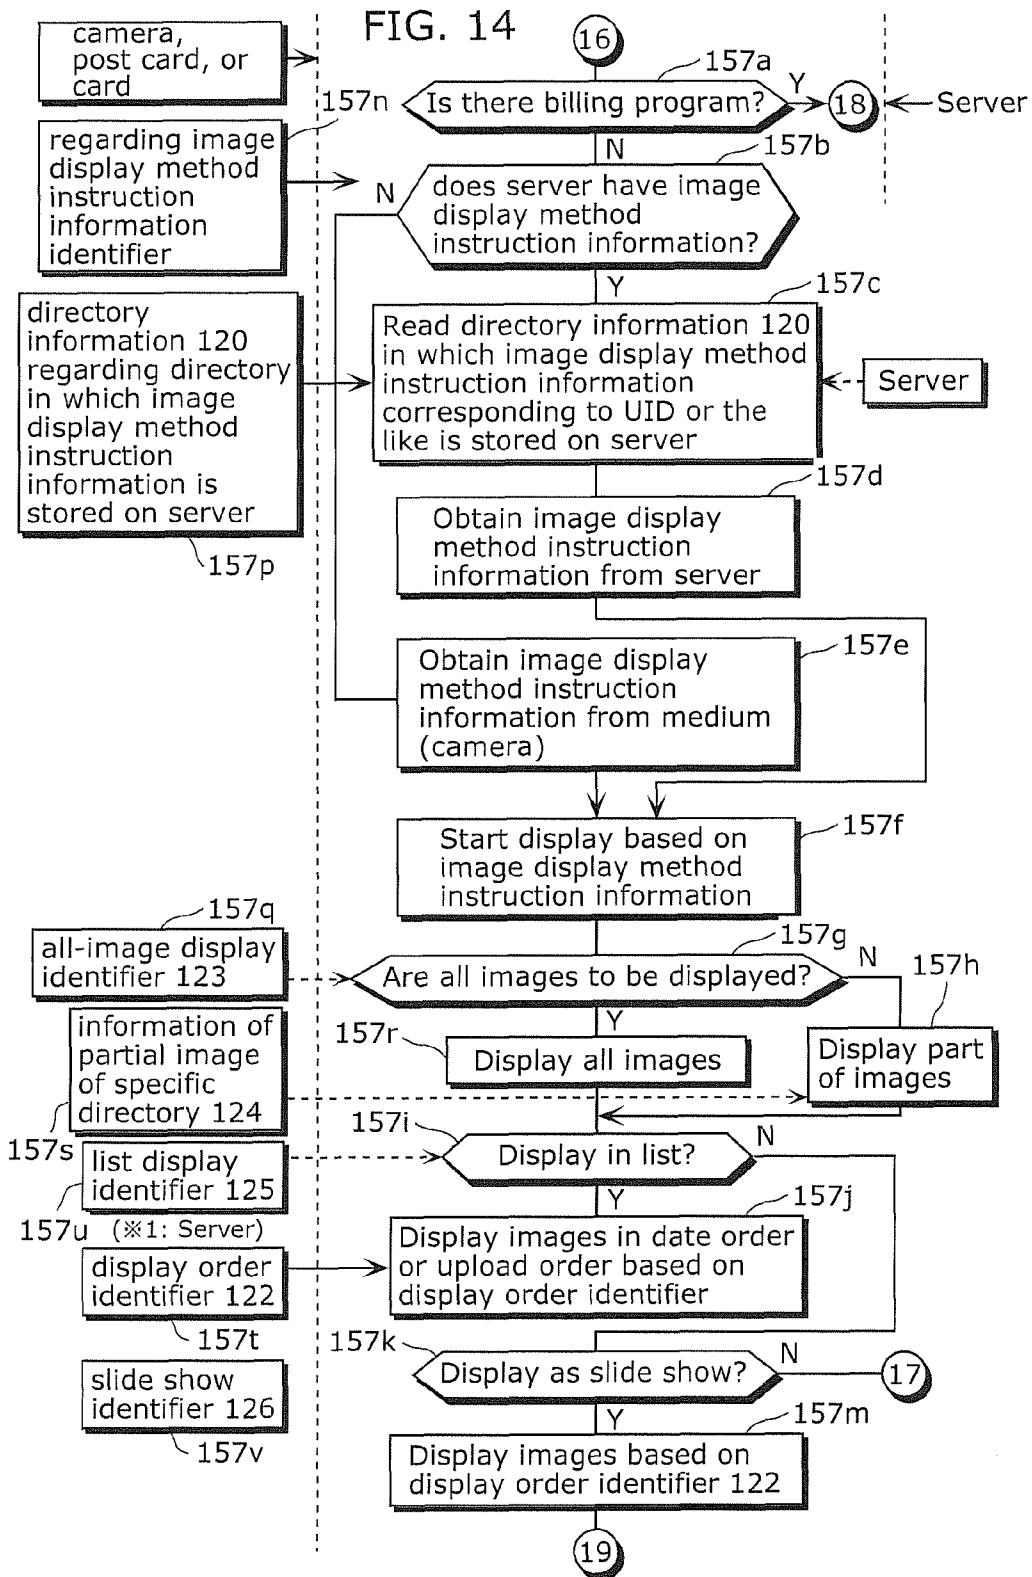 FIG. 14
camera,
post card, or
card
16
157a
Is there billing program?
Y
18
Server
157n
N
157b
regarding image
display method
instruction
information
identifier
N
does server have image
display method
instruction information?
Y
157c
directory
information 120
regarding directory
in which image
display method
instruction
information is
stored on server
157p
Read directory information 120
in which image display method
instruction information
corresponding to UID or the
like is stored on server
Server
157d
Obtain image display
method instruction
information from server
157e
Obtain image display
method instruction
information from medium
(camera)
157f
Start display based on
image display method
instruction information
157q
all-image display
identifier 123
157g
Are all images to be displayed?
N
157h
Y
157r
Display all images
Display part
of images
information of
partial image
of specific
directory 124
157s
157i
Display in list?
N
list display
identifier 125
157u
(※1: Server)
Y
157j
Display images in date order
or upload order based on
display order identifier
display order
identifier 122
157t
157k
Display as slide show?
N
17
slide show
identifier 126
157v
Y
157m
Display images based on
display order identifier 122
19